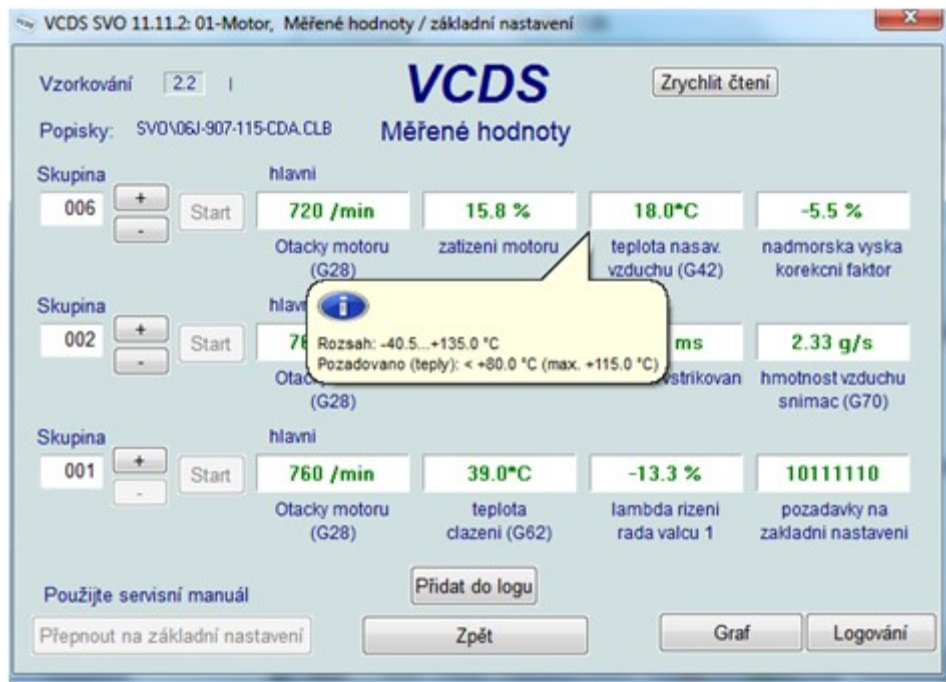 VCDS SVO 11.11.2: 01-Motor, Měřené hodnoty / základní nastavení
Vzorkování 2.2 I
VCDS
Zrychlit čtení
Popisky: SVO\06J-907-115-CDA.CLB
Měřené hodnoty
Skupina hlavni
006 + - Start 720 /min 15.8 % 18.0°C -5.5 %
Otacky motoru zatizeni motoru teplota nasav. nadmorska vyska
(G28) vzduchu (G42) korekcni faktor
Rozsah: -40.5...+135.0 °C
Pozadovano (teply): < +80.0 °C (max. +115.0 °C)
Skupina
002 + - Start ms 2.33 g/s
hmotnost vzduchu
(G28) snimac (G70)
Skupina hlavni
001 + - Start 760 /min 39.0°C -13.3 % 10111110
Otacky motoru teplota lambda rizeni pozadavky na
(G28) clazeni (G62) rada valcu 1 zakladni nastaveni
Použijte servisní manuál
Přidat do logu
Přepnout na základní nastavení Zpět Graf Logování